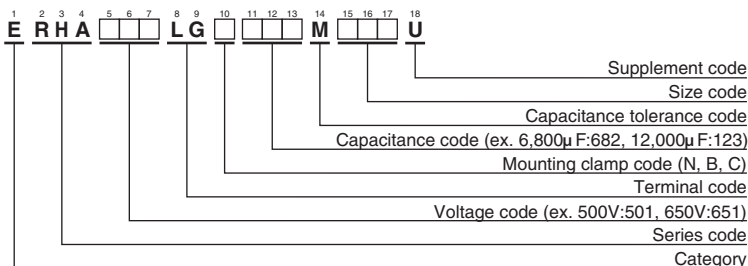 1 2 3 4 5 6 7 8 9 10 11 12 13 14 15 16 17 18
E R H A □□□ L G □ □□□ M □□□ U
Supplement code
Size code
Capacitance tolerance code
Capacitance code (ex. 6,800μF:682, 12,000μF:123)
Mounting clamp code (N, B, C)
Terminal code
Voltage code (ex. 500V:501, 650V:651)
Series code
Category